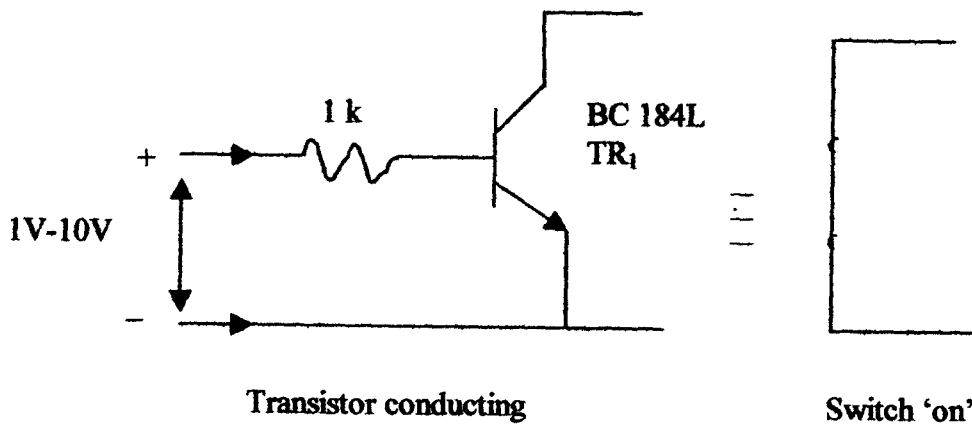 1 k
BC 184L
TR₁
+
1V-10V
−
Transistor conducting
Switch ‘on’